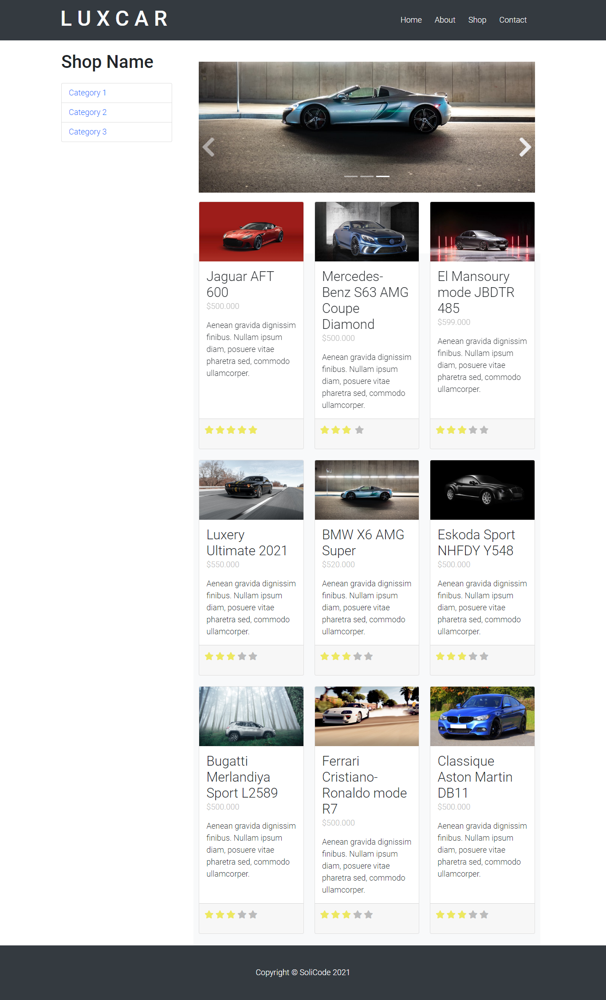 LUXCAR
Home About Shop Contact
Shop Name
Category 1
Category 2
Category 3
Jaguar AFT
600
$500.000
Aenean gravida dignissim
finibus. Nullam ipsum
diam, posuere vitae
pharetra sed, commodo
ullamcorper.
Mercedes-
Benz S63 AMG
Coupe
Diamond
$500.000
Aenean gravida dignissim
finibus. Nullam ipsum
diam, posuere vitae
pharetra sed, commodo
ullamcorper.
El Mansoury
mode JBDTR
485
$599.000
Aenean gravida dignissim
finibus. Nullam ipsum
diam, posuere vitae
pharetra sed, commodo
ullamcorper.
Luxery
Ultimate 2021
$550.000
Aenean gravida dignissim
finibus. Nullam ipsum
diam, posuere vitae
pharetra sed, commodo
ullamcorper.
BMW X6 AMG
Super
$520.000
Aenean gravida dignissim
finibus. Nullam ipsum
diam, posuere vitae
pharetra sed, commodo
ullamcorper.
Eskoda Sport
NHFDY Y548
$500.000
Aenean gravida dignissim
finibus. Nullam ipsum
diam, posuere vitae
pharetra sed, commodo
ullamcorper.
Bugatti
Merlandiya
Sport L2589
$500.000
Aenean gravida dignissim
finibus. Nullam ipsum
diam, posuere vitae
pharetra sed, commodo
ullamcorper.
Ferrari
Cristiano-
Ronaldo mode
R7
$500.000
Aenean gravida dignissim
finibus. Nullam ipsum
diam, posuere vitae
pharetra sed, commodo
ullamcorper.
Classique
Aston Martin
DB11
$500.000
Aenean gravida dignissim
finibus. Nullam ipsum
diam, posuere vitae
pharetra sed, commodo
ullamcorper.
Copyright © SoliCode 2021